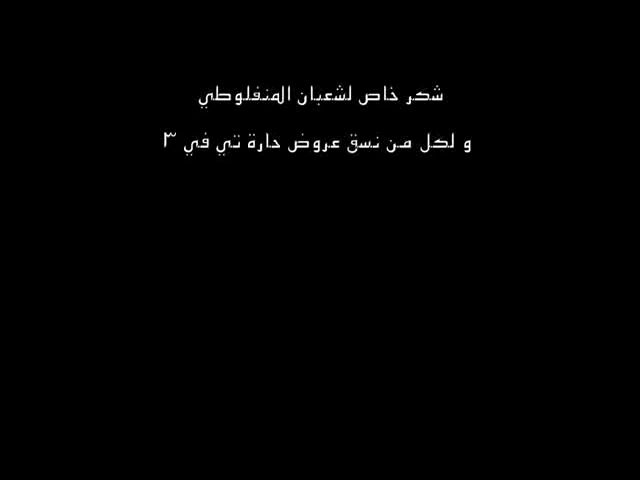 شكر خاص لشعبان المنفلوطي
و لكل من نسق عروض حارة تي في ٣